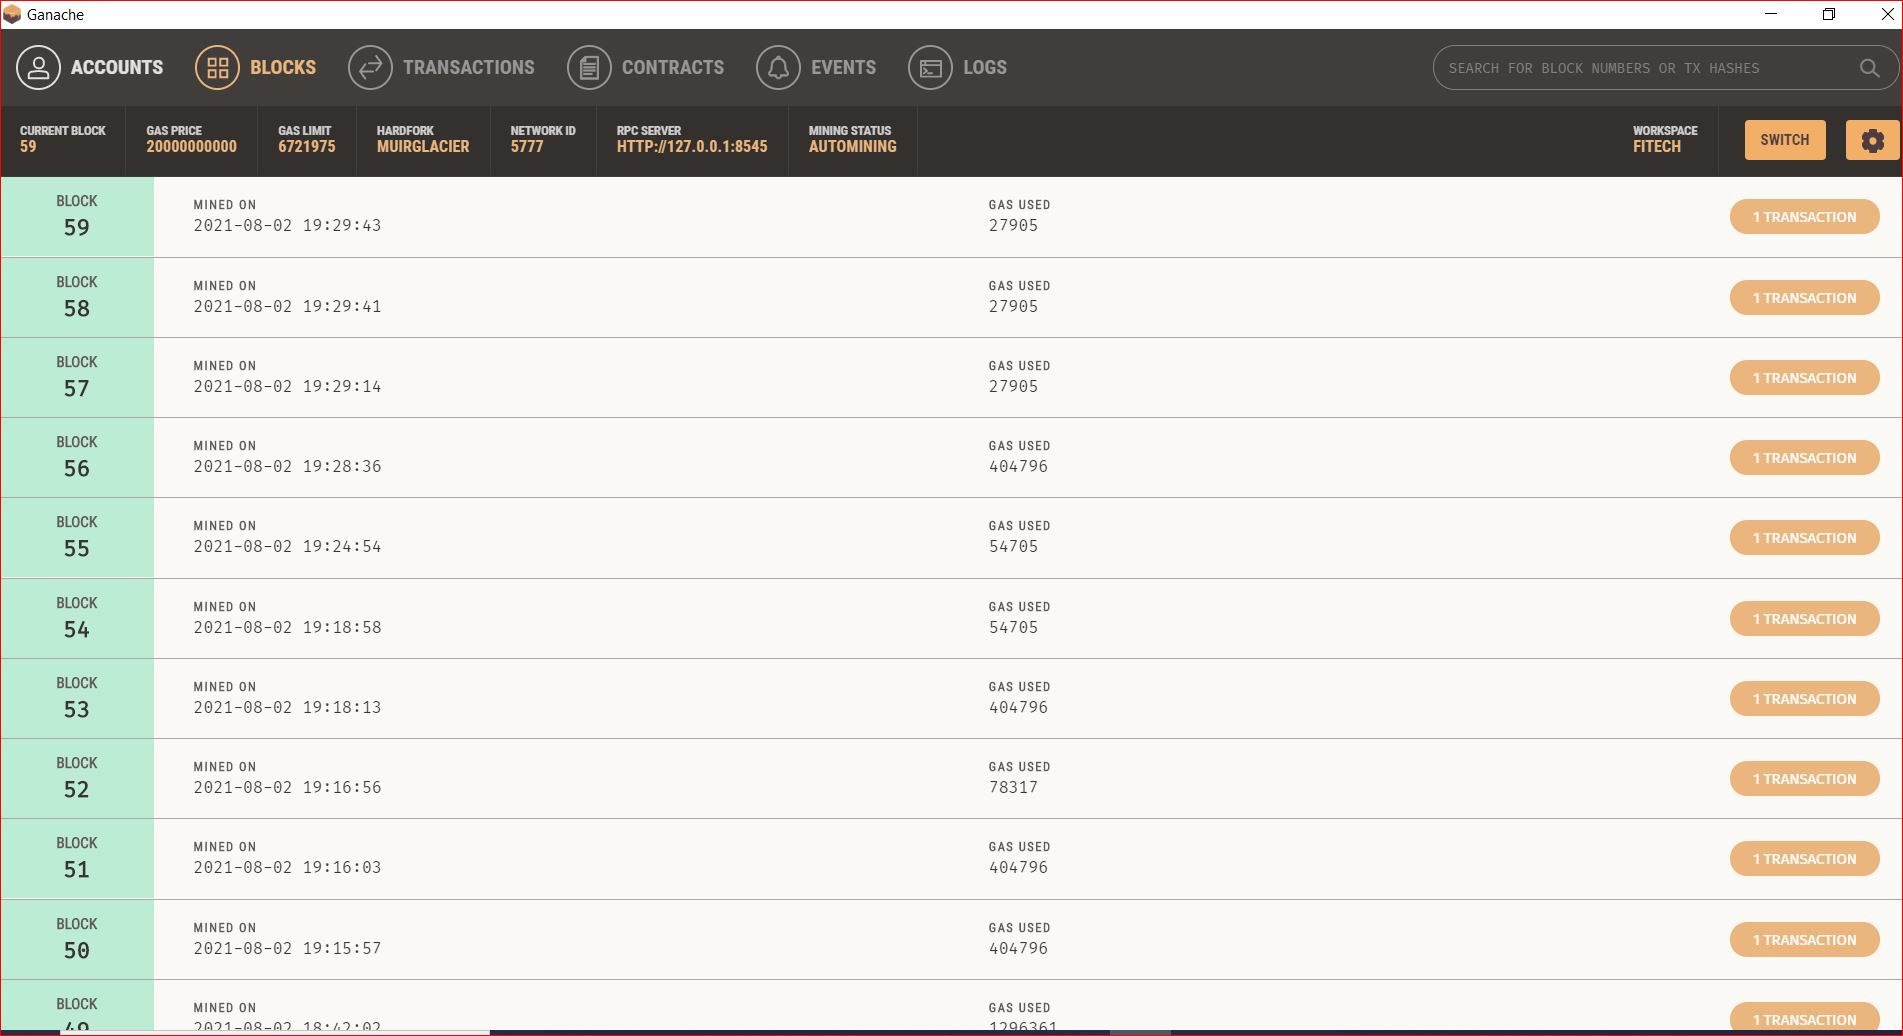 Ganache
ACCOUNTS BLOCKS TRANSACTIONS CONTRACTS EVENTS LOGS SEARCH FOR BLOCK NUMBERS OR TX HASHES
CURRENT BLOCK GAS PRICE GAS LIMIT HARDFORK NETWORK ID RPC SERVER MINING STATUS WORKSPACE
59 20000000000 6721975 MUIRGLACIER 5777 HTTP://127.0.0.1:8545 AUTOMINING FITECH SWITCH
BLOCK MINED ON GAS USED
59 2021-08-02 19:29:43 27905 1 TRANSACTION
BLOCK MINED ON GAS USED
58 2021-08-02 19:29:41 27905 1 TRANSACTION
BLOCK MINED ON GAS USED
57 2021-08-02 19:29:14 27905 1 TRANSACTION
BLOCK MINED ON GAS USED
56 2021-08-02 19:28:36 404796 1 TRANSACTION
BLOCK MINED ON GAS USED
55 2021-08-02 19:24:54 54705 1 TRANSACTION
BLOCK MINED ON GAS USED
54 2021-08-02 19:18:58 54705 1 TRANSACTION
BLOCK MINED ON GAS USED
53 2021-08-02 19:18:13 404796 1 TRANSACTION
BLOCK MINED ON GAS USED
52 2021-08-02 19:16:56 78317 1 TRANSACTION
BLOCK MINED ON GAS USED
51 2021-08-02 19:16:03 404796 1 TRANSACTION
BLOCK MINED ON GAS USED
50 2021-08-02 19:15:57 404796 1 TRANSACTION
BLOCK MINED ON GAS USED
49 2021-08-02 18:42:02 1296361 1 TRANSACTION